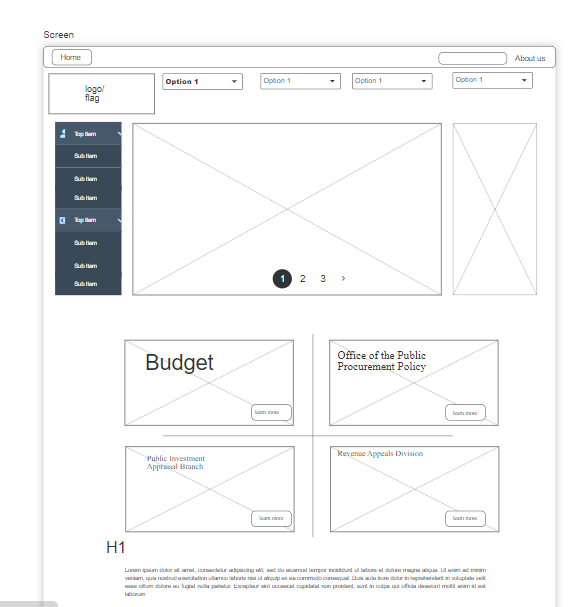 Screen
Home
About us
logo/
flag
Option 1
Option 1
Option 1
Option 1
Top Item
Sub Item
Sub Item
Sub Item
Top Item
Sub Item
Sub Item
Sub Item
1 2 3 >
Budget
learn more
Office of the Public
Procurement Policy
learn more
Public Investment
Appraisal Branch
learn more
Revenue Appeals Division
learn more
H1
Lorem ipsum dolor sit amet, consectetur adipiscing elit, sed do eiusmod tempor incididunt ut labore et dolore magna aliqua. Ut enim ad minim
veniam, quis nostrud exercitation ullamco laboris nisi ut aliquip ex ea commodo consequat. Duis aute irure dolor in reprehenderit in voluptate velit
esse cillum dolore eu fugiat nulla pariatur. Excepteur sint occaecat cupidatat non proident, sunt in culpa qui officia deserunt mollit anim id est
laborum